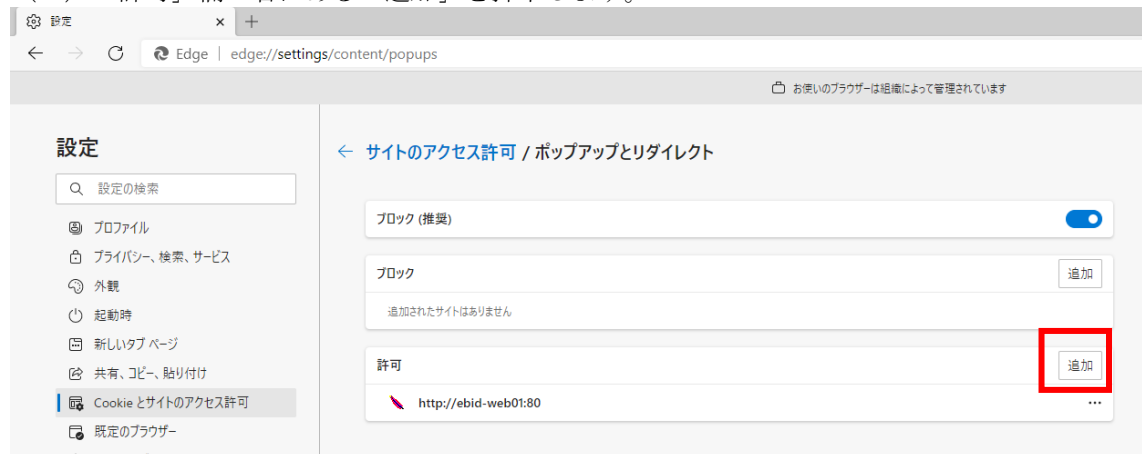 設定
Edge | edge://settings/content/popups
お使いのブラウザーは組織によって管理されています
設定
設定の検索
プロファイル
プライバシー、検索、サービス
外観
起動時
新しいタブ ページ
共有、コピー、貼り付け
Cookie とサイトのアクセス許可
既定のブラウザー
サイトのアクセス許可 / ポップアップとリダイレクト
ブロック (推奨)
ブロック
追加
追加されたサイトはありません
許可
追加
http://ebid-web01:80